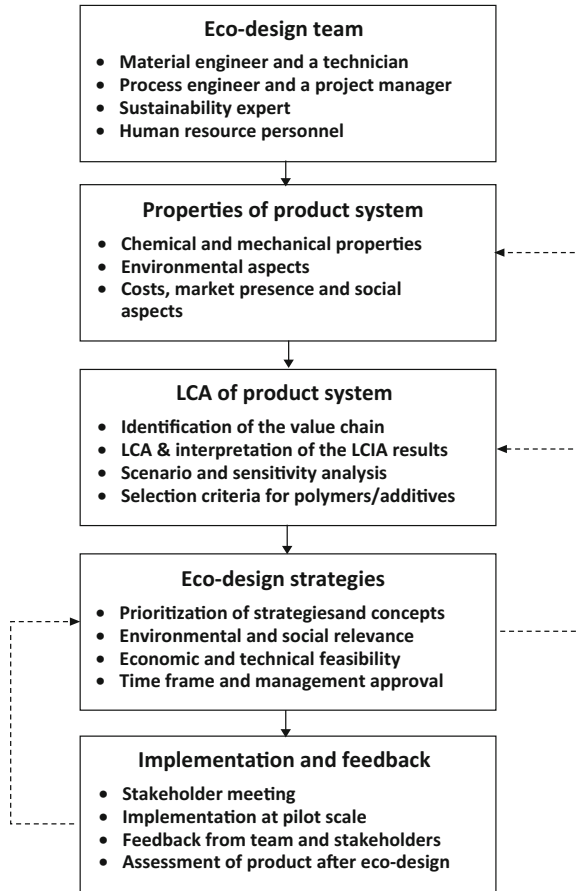 Eco-design team
• Material engineer and a technician
• Process engineer and a project manager
• Sustainability expert
• Human resource personnel
Properties of product system
• Chemical and mechanical properties
• Environmental aspects
• Costs, market presence and social
aspects
LCA of product system
• Identification of the value chain
• LCA & interpretation of the LCIA results
• Scenario and sensitivity analysis
• Selection criteria for polymers/additives
Eco-design strategies
• Prioritization of strategiesand concepts
• Environmental and social relevance
• Economic and technical feasibility
• Time frame and management approval
Implementation and feedback
• Stakeholder meeting
• Implementation at pilot scale
• Feedback from team and stakeholders
• Assessment of product after eco-design